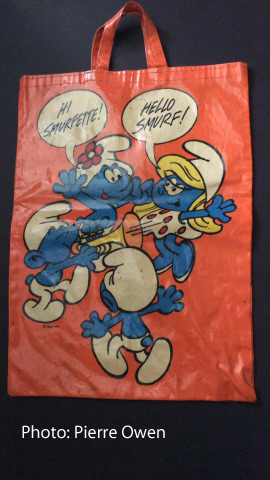 HI
SMURFETTE!
HELLO
SMURF!
Photo: Pierre Owen